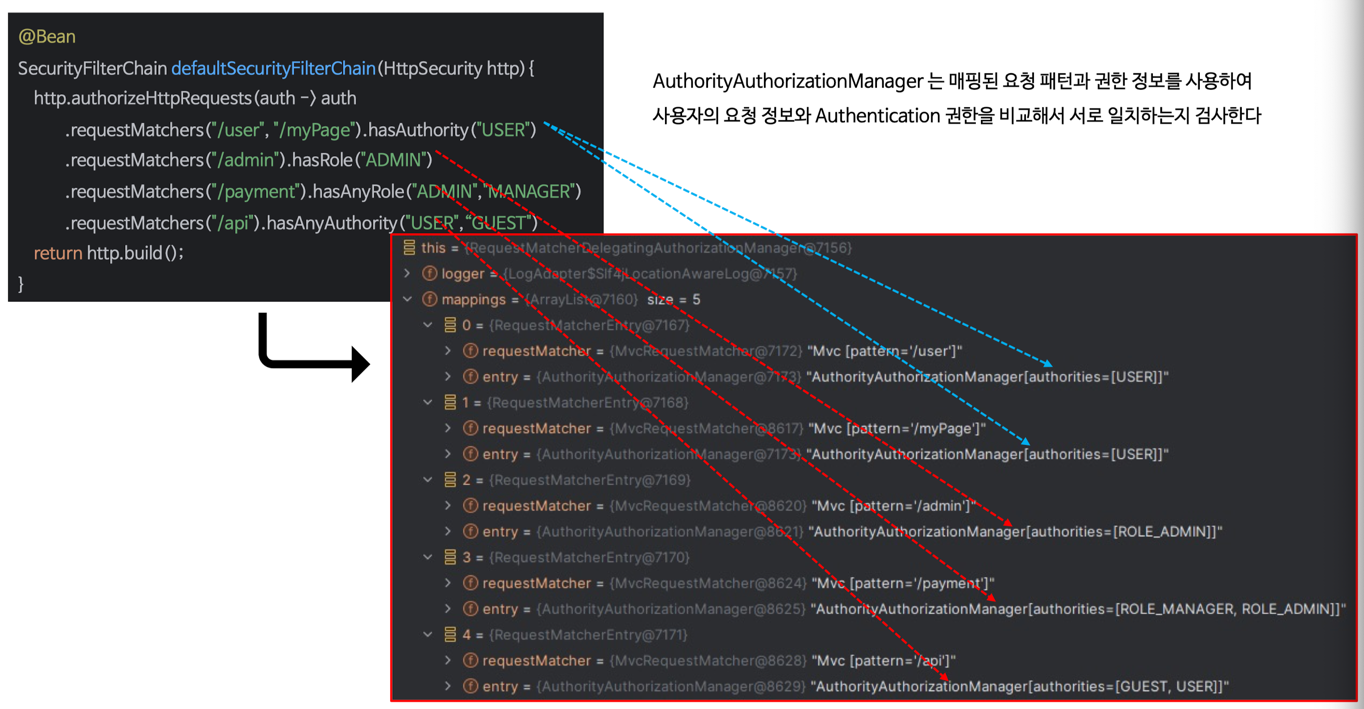 @Bean
SecurityFilterChain defaultSecurityFilterChain(HttpSecurity http) {
http.authorizeHttpRequests(auth -> auth
.requestMatchers("/user", "/myPage").hasAuthority("USER")
.requestMatchers("/admin").hasRole("ADMIN")
.requestMatchers("/payment").hasAnyRole("ADMIN","MANAGER")
.requestMatchers("/api").hasAnyAuthority("USER",“GUEST")
return http.build();
}
AuthorityAuthorizationManager 는 매핑된 요청 패턴과 권한 정보를 사용하여
사용자의 요청 정보와 Authentication 권한을 비교해서 서로 일치하는지 검사한다
this = {RequestMatcherDelegatingAuthorizationManager@7156}
logger = {LogAdapter$Slf4jLocationAwareLog@7157}
mappings = {ArrayList@7160} size = 5
0 = {RequestMatcherEntry@7167}
requestMatcher = {MvcRequestMatcher@7172} "Mvc [pattern='/user']"
entry = {AuthorityAuthorizationManager@7173} "AuthorityAuthorizationManager[authorities=[USER]]"
1 = {RequestMatcherEntry@7168}
requestMatcher = {MvcRequestMatcher@8617} "Mvc [pattern='/myPage']"
entry = {AuthorityAuthorizationManager@7173} "AuthorityAuthorizationManager[authorities=[USER]]"
2 = {RequestMatcherEntry@7169}
requestMatcher = {MvcRequestMatcher@8620} "Mvc [pattern='/admin']"
entry = {AuthorityAuthorizationManager@8621} "AuthorityAuthorizationManager[authorities=[ROLE_ADMIN]]"
3 = {RequestMatcherEntry@7170}
requestMatcher = {MvcRequestMatcher@8624} "Mvc [pattern='/payment']"
entry = {AuthorityAuthorizationManager@8625} "AuthorityAuthorizationManager[authorities=[ROLE_MANAGER, ROLE_ADMIN]]"
4 = {RequestMatcherEntry@7171}
requestMatcher = {MvcRequestMatcher@8628} "Mvc [pattern='/api']"
entry = {AuthorityAuthorizationManager@8629} "AuthorityAuthorizationManager[authorities=[GUEST, USER]]"